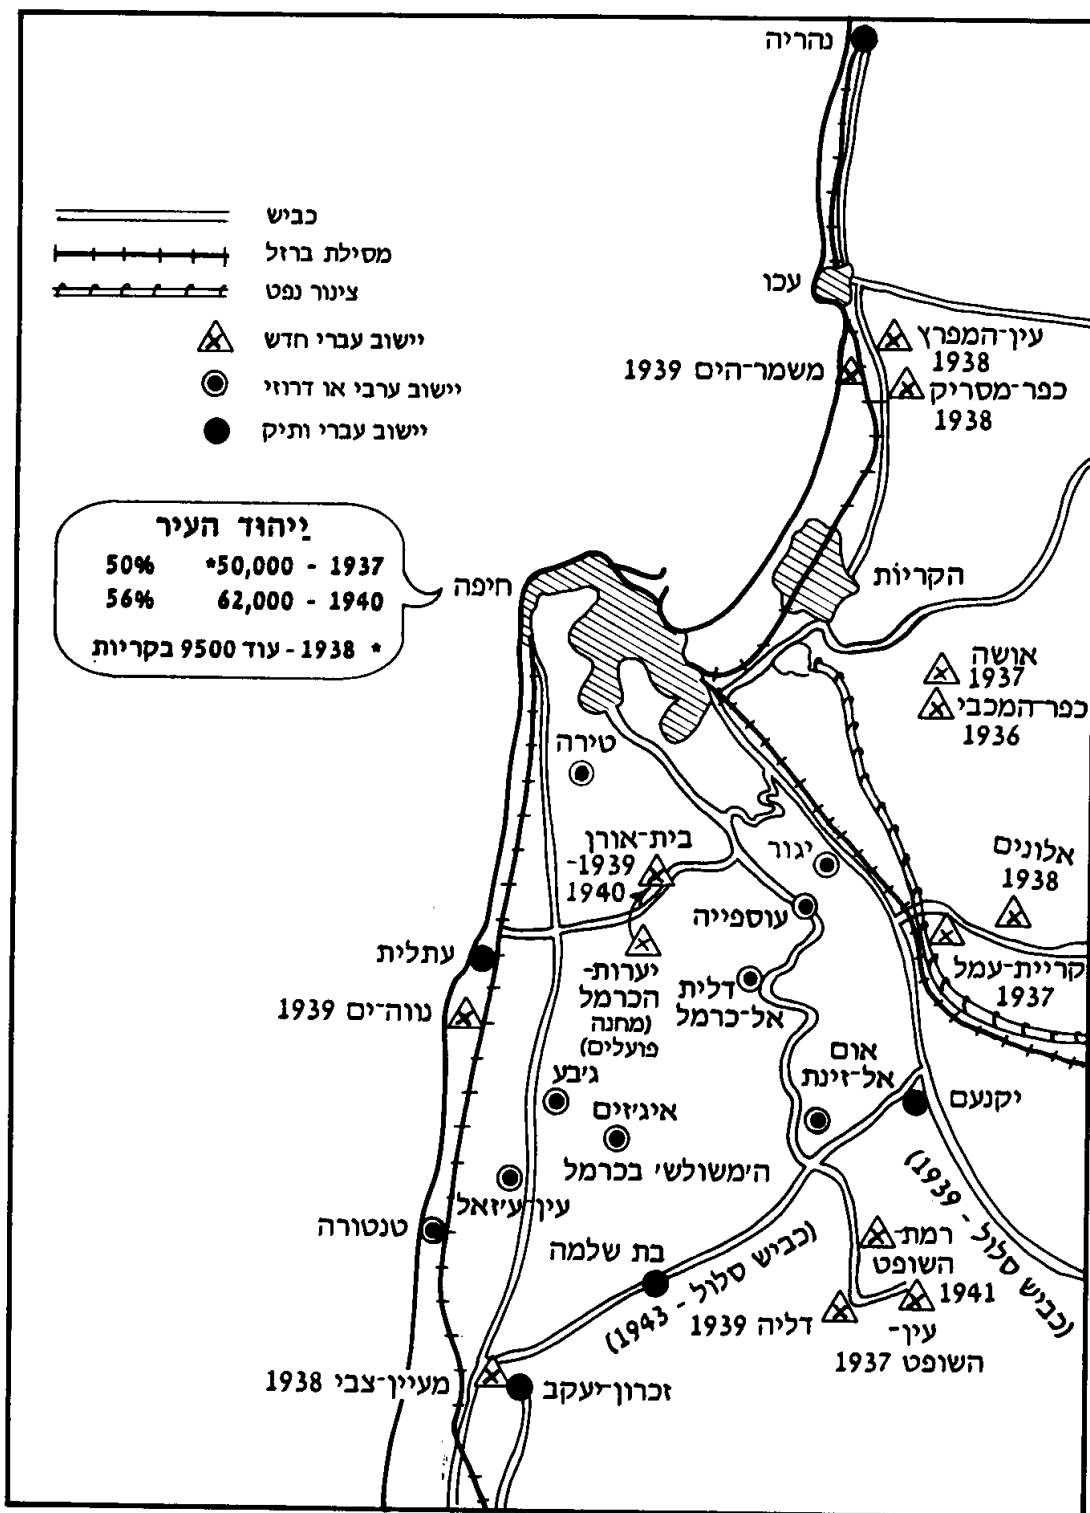 נהריה
כביש
מסילת ברזל
צינור נפט
יישוב עברי חדש
יישוב ערבי או דרוזי
יישוב עברי ותיק
עכו
עין-המפרץ
1938
משמר-הים 1939
כפר-מסריק
1938
יִיהוּד העיר
1937 - 50,000* 50%
1940 - 62,000 56%
* 1938 - עוד 9500 בקריות
חיפה
הקריות
אושה
1937
כפר-המכבי
1936
טירה
בית-אורן
1939-
1940
יגור
אלונים
1938
עוספייה
עתלית
יערות-
הכרמל
(מחנה
פועלים)
דלית
אל-כרמל
קריית-עמל
1937
נווה-ים 1939
ג'בע
איג'זים
אום
אל-זינת
יקנעם
ה'משולש' בכרמל
עין-ע'זאל
טנטורה
בת שלמה
(כביש סלול - 1943)
(כביש סלול - 1939)
רמת-
השופט
1941
דליה 1939
עין-
השופט 1937
מעיין-צבי 1938
זכרון-יעקב